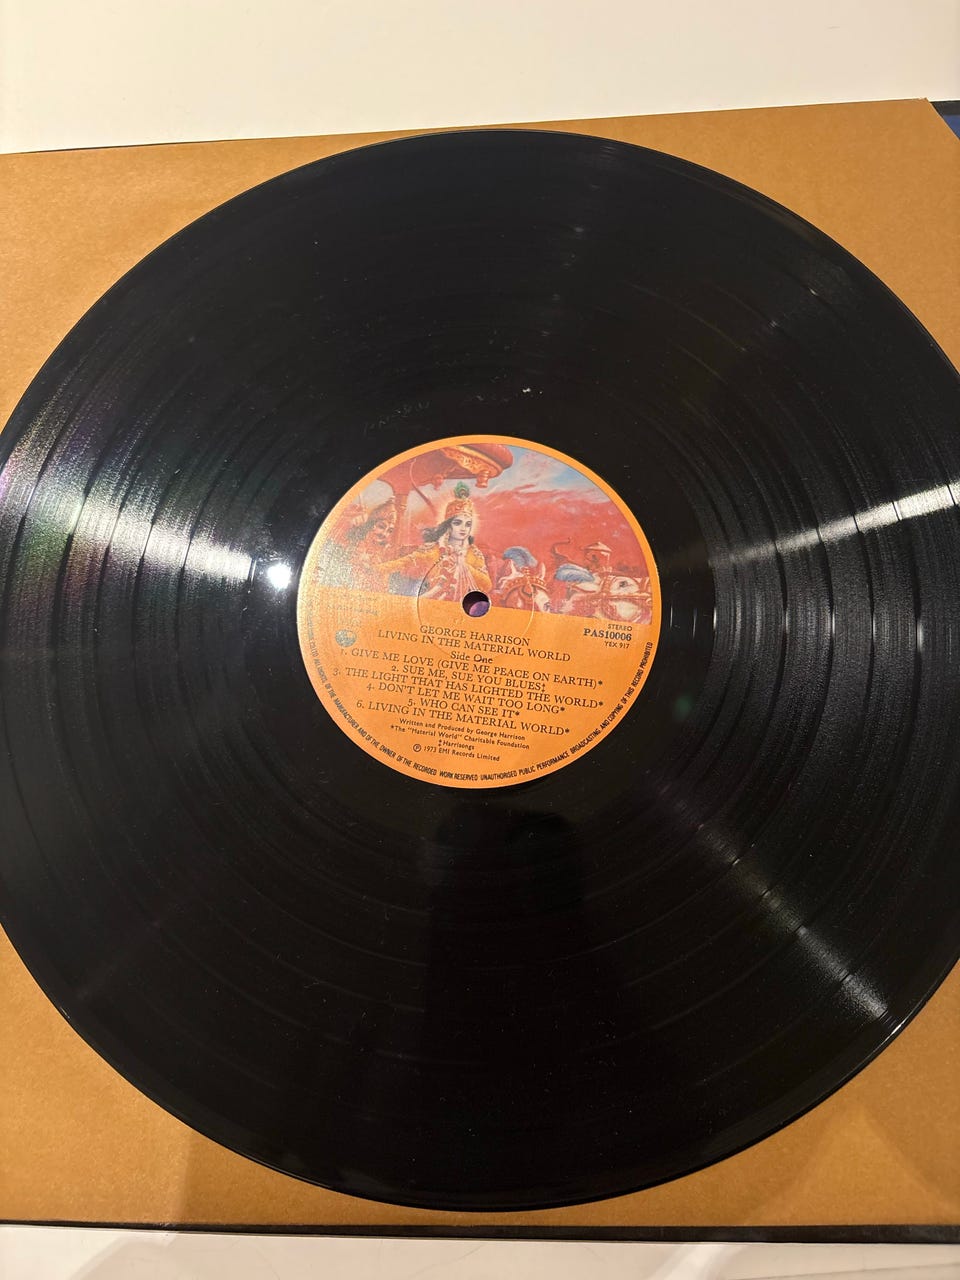 STEREO
PAS10006
YEX 917
GEORGE HARRISON
LIVING IN THE MATERIAL WORLD
Side One
1. GIVE ME LOVE (GIVE ME PEACE ON EARTH)*
2. SUE ME, SUE YOU BLUES‡
3. THE LIGHT THAT HAS LIGHTED THE WORLD*
4. DON'T LET ME WAIT TOO LONG*
5. WHO CAN SEE IT*
6. LIVING IN THE MATERIAL WORLD*
Written and Produced by George Harrison
*The "Material World" Charitable Foundation
‡ Harrisongs
℗ 1973 EMI Records Limited
ALL RIGHTS OF THE MANUFACTURER AND OF THE OWNER OF THE RECORDED WORK RESERVED UNAUTHORISED PUBLIC PERFORMANCE BROADCASTING AND COPYING OF THIS RECORD PROHIBITED